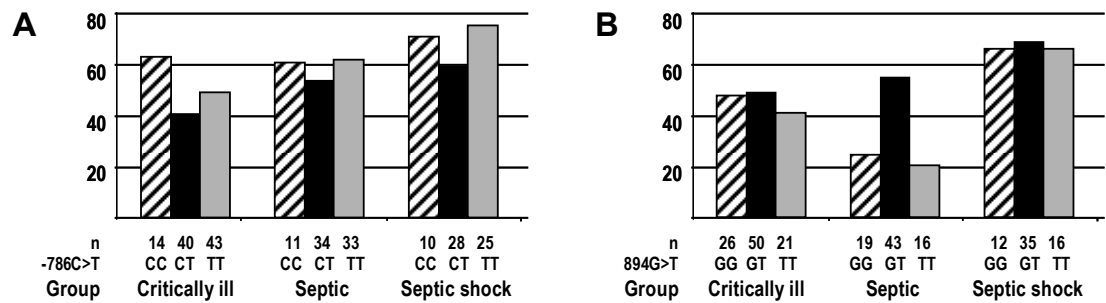 A
80
60
40
20
n 14 40 43 11 34 33 10 28 25
-786C>T CC CT TT CC CT TT CC CT TT
Group Critically ill Septic Septic shock
B
80
60
40
20
n 26 50 21 19 43 16 12 35 16
894G>T GG GT TT GG GT TT GG GT TT
Group Critically ill Septic Septic shock